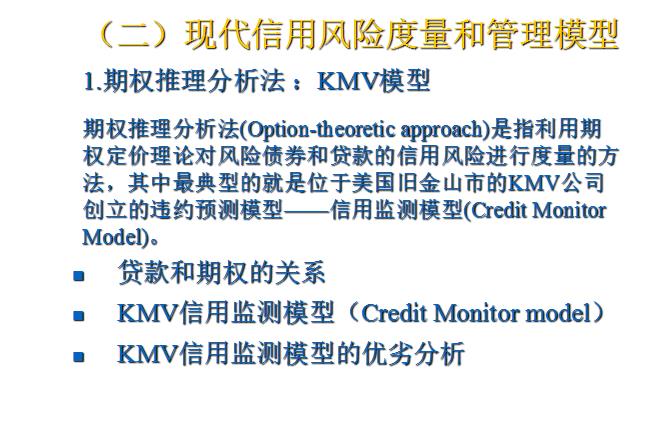 （二）现代信用风险度量和管理模型
1.期权推理分析法 ：KMV模型
期权推理分析法(Option-theoretic approach)是指利用期
权定价理论对风险债券和贷款的信用风险进行度量的方
法，其中最典型的就是位于美国旧金山市的KMV公司
创立的违约预测模型——信用监测模型(Credit Monitor
Model)。
贷款和期权的关系
KMV信用监测模型（Credit Monitor model）
KMV信用监测模型的优劣分析